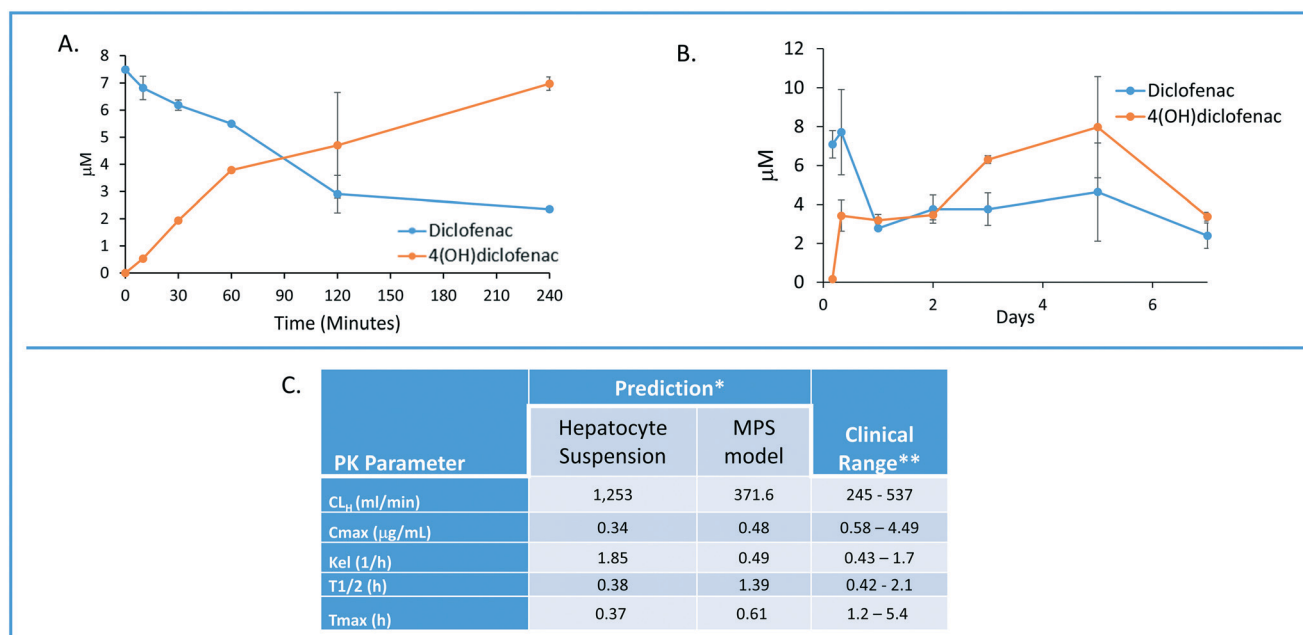 A.
8
7
6
5
4
3
2
1
0
μM
0 30 60 90 120 150 180 210 240
Time (Minutes)
Diclofenac
4(OH)diclofenac
B.
12
10
8
6
4
2
0
μM
0 2 4 6
Days
Diclofenac
4(OH)diclofenac
C.
PK Parameter
Prediction*
Hepatocyte
Suspension
MPS
model
Clinical
Range**
CLH (ml/min) 1,253 371.6 245 - 537
Cmax (μg/mL) 0.34 0.48 0.58 – 4.49
Kel (1/h) 1.85 0.49 0.43 – 1.7
T1/2 (h) 0.38 1.39 0.42 - 2.1
Tmax (h) 0.37 0.61 1.2 – 5.4